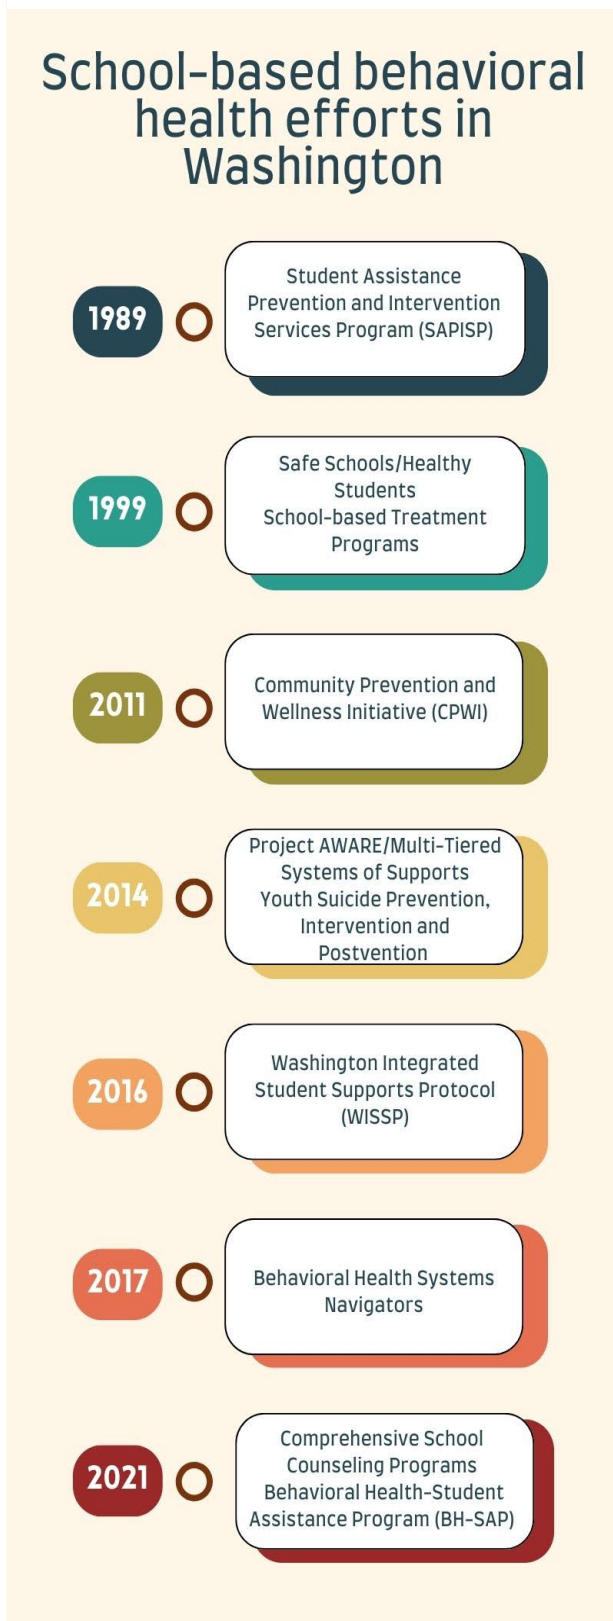 School-based behavioral
health efforts in
Washington
1989
Student Assistance
Prevention and Intervention
Services Program (SAPISP)
1999
Safe Schools/Healthy
Students
School-based Treatment
Programs
2011
Community Prevention and
Wellness Initiative (CPWI)
2014
Project AWARE/Multi-Tiered
Systems of Supports
Youth Suicide Prevention,
Intervention and
Postvention
2016
Washington Integrated
Student Supports Protocol
(WISSP)
2017
Behavioral Health Systems
Navigators
2021
Comprehensive School
Counseling Programs
Behavioral Health-Student
Assistance Program (BH-SAP)